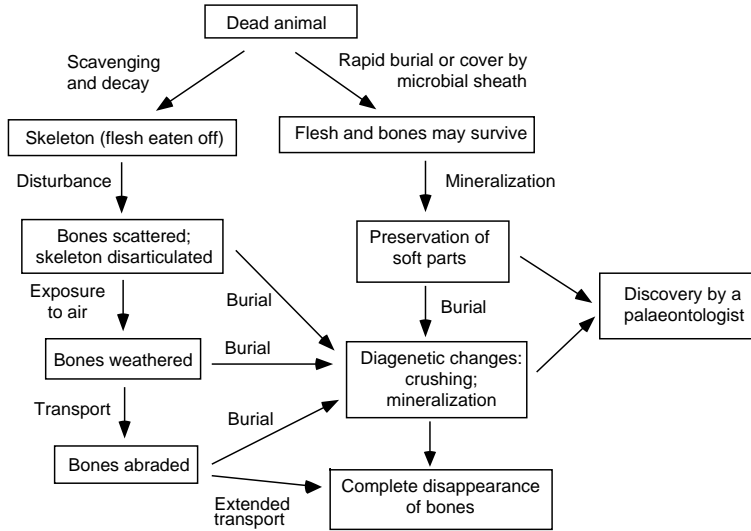 Dead animal
Scavenging
and decay
Rapid burial or cover by
microbial sheath
Skeleton (flesh eaten off)
Flesh and bones may survive
Disturbance
Mineralization
Bones scattered;
skeleton disarticulated
Preservation of
soft parts
Exposure
to air
Burial
Burial
Discovery by a
palaeontologist
Bones weathered
Burial
Diagenetic changes:
crushing;
mineralization
Transport
Burial
Bones abraded
Extended
transport
Complete disappearance
of bones